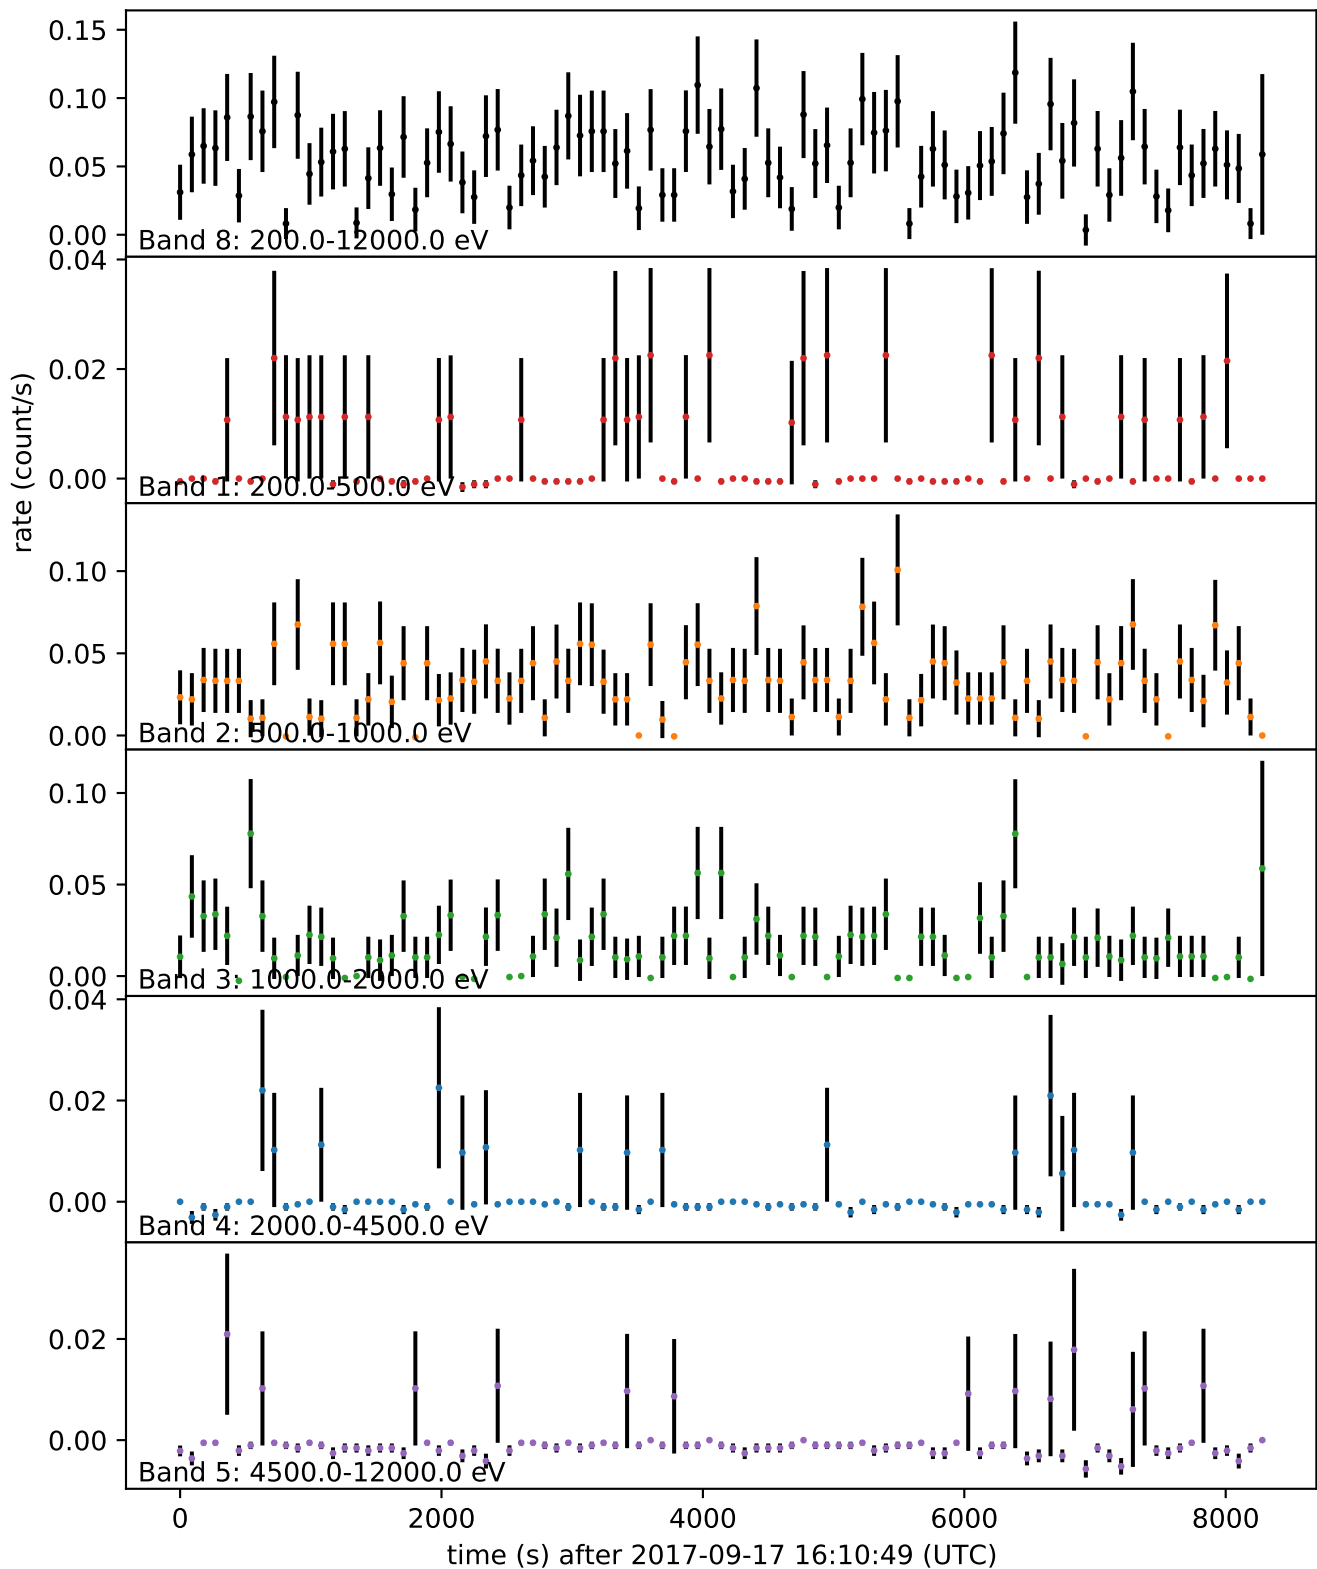 0.15
0.10
0.05
0.00
Band 8: 200.0-12000.0 eV
0.04
0.02
0.00
Band 1: 200.0-500.0 eV
rate (count/s)
0.10
0.05
0.00
Band 2: 500.0-1000.0 eV
0.10
0.05
0.00
Band 3: 1000.0-2000.0 eV
0.04
0.02
0.00
Band 4: 2000.0-4500.0 eV
0.02
0.00
Band 5: 4500.0-12000.0 eV
0 2000 4000 6000 8000
time (s) after 2017-09-17 16:10:49 (UTC)